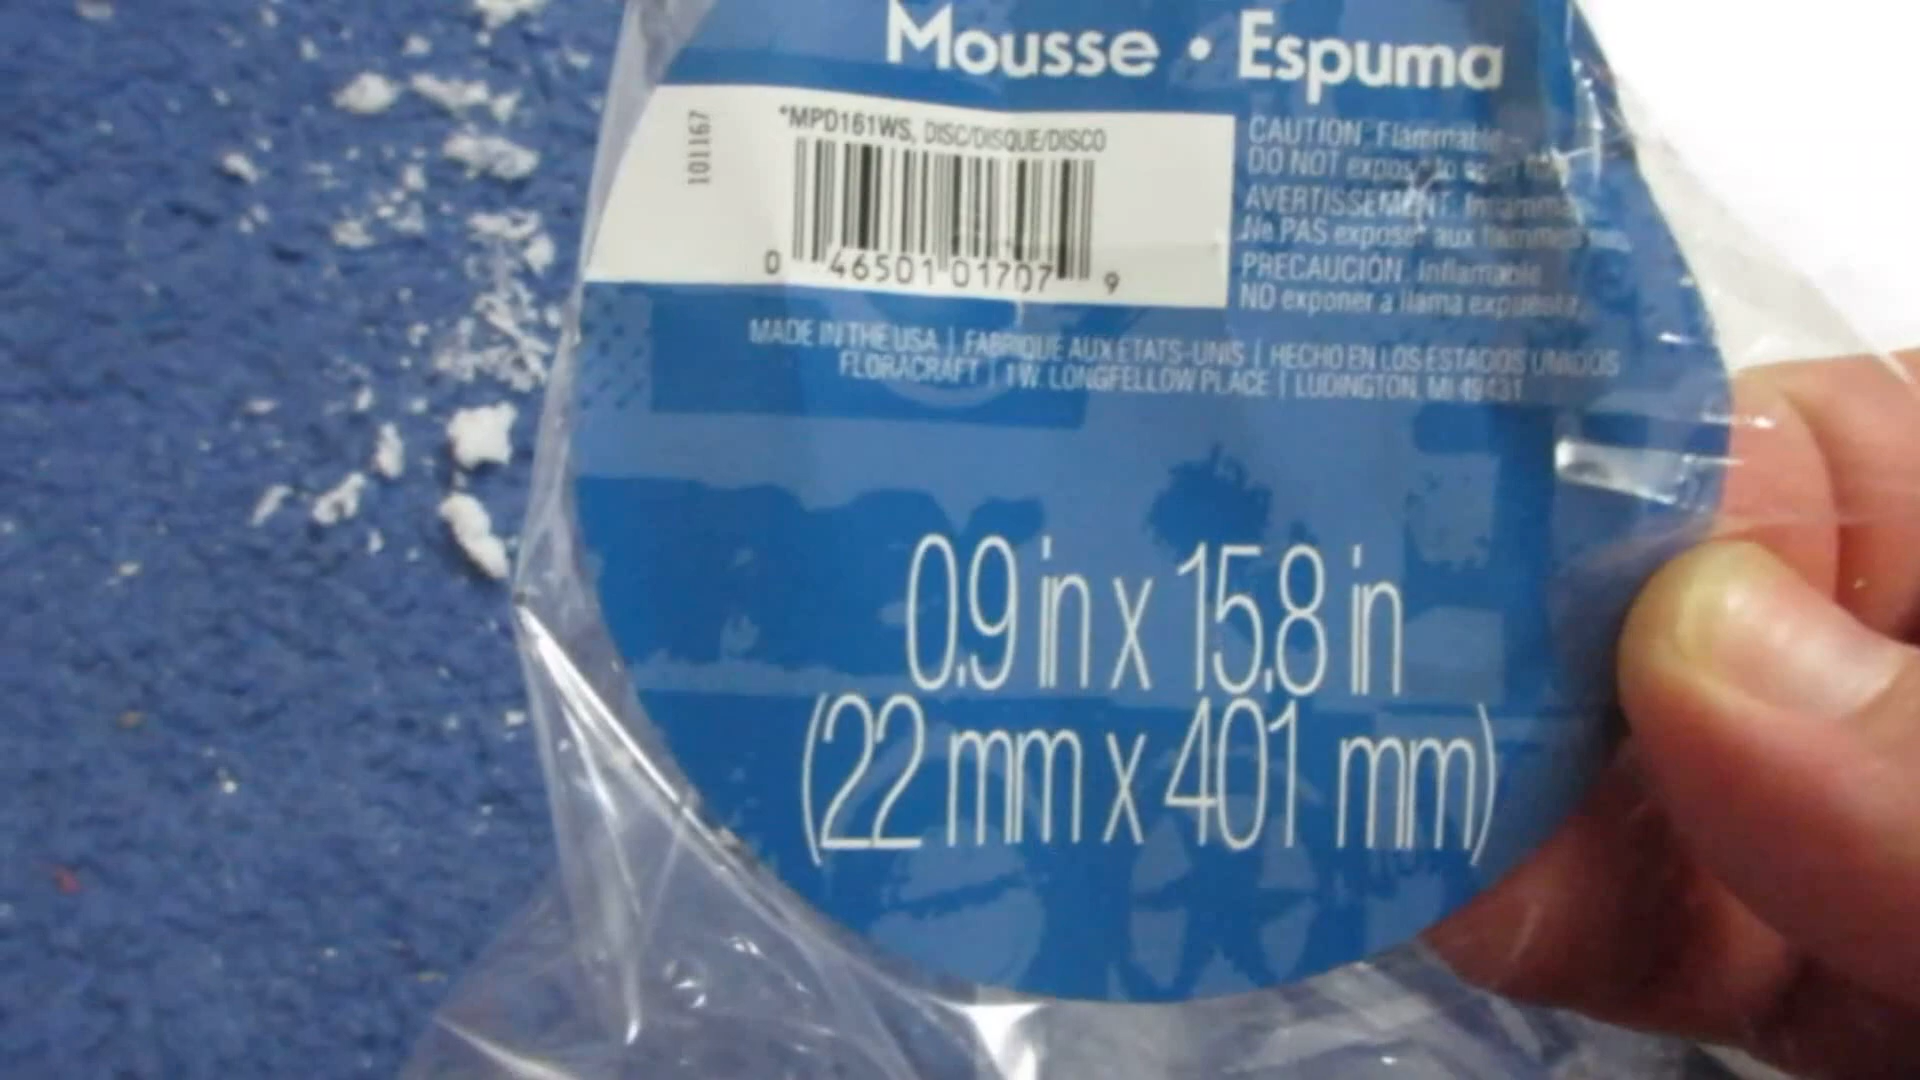 Mousse • Espuma
101167
*MPD161WS, DISC/DISQUE/DISCO
0 46501 01707 9
CAUTION: Flammable -
DO NOT expose to open
AVERTISSEMENT: Inflammable
Ne PAS exposer aux flammes
PRECAUCIÓN: Inflamable
NO exponer a llama expuesta.
MADE IN THE USA | FABRIQUE AUX ETATS-UNIS | HECHO EN LOS ESTADOS UNIDOS
FLORACRAFT | 1 W. LONGFELLOW PLACE | LUDINGTON, MI 49431
0.9 in x 15.8 in
(22 mm x 401 mm)